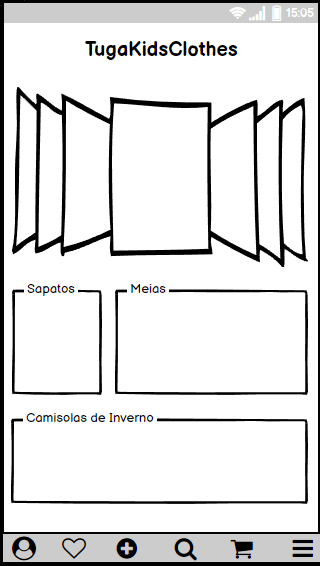 15:05
TugaKidsClothes
Sapatos
Meias
Camisolas de Inverno